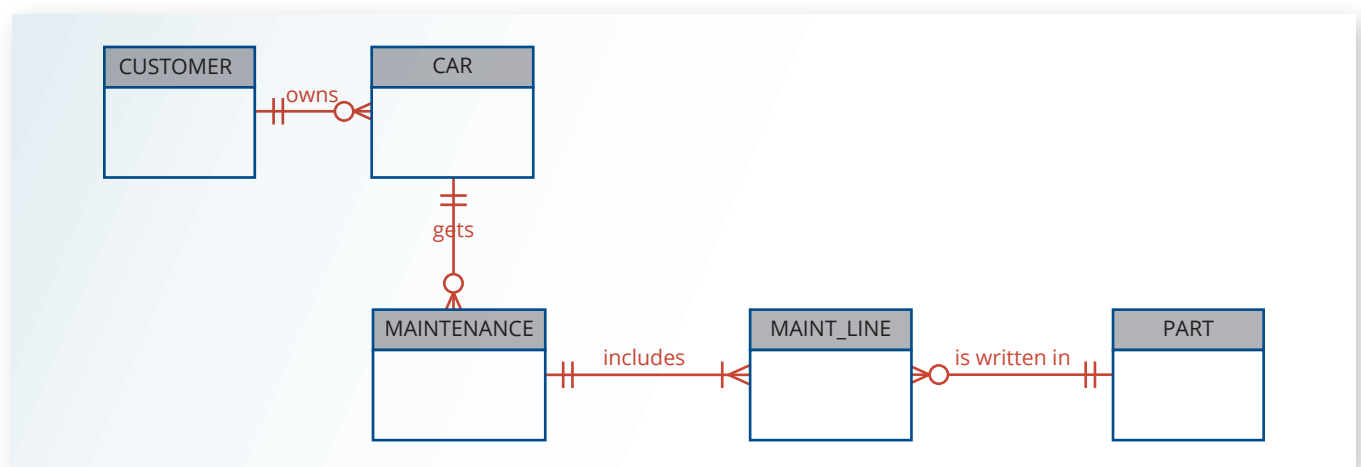 CUSTOMER
owns
CAR
gets
MAINTENANCE
includes
MAINT_LINE
is written in
PART